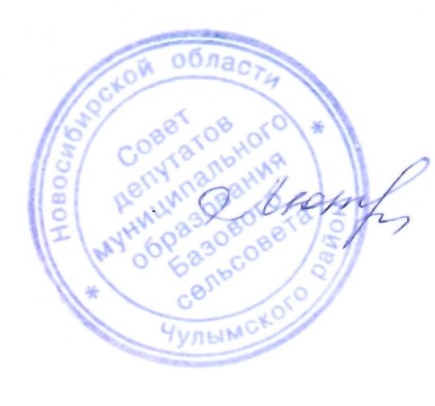 Совет
депутатов
муниципального
образования
Базового
сельсовета
Чулымского района
Новосибирской области